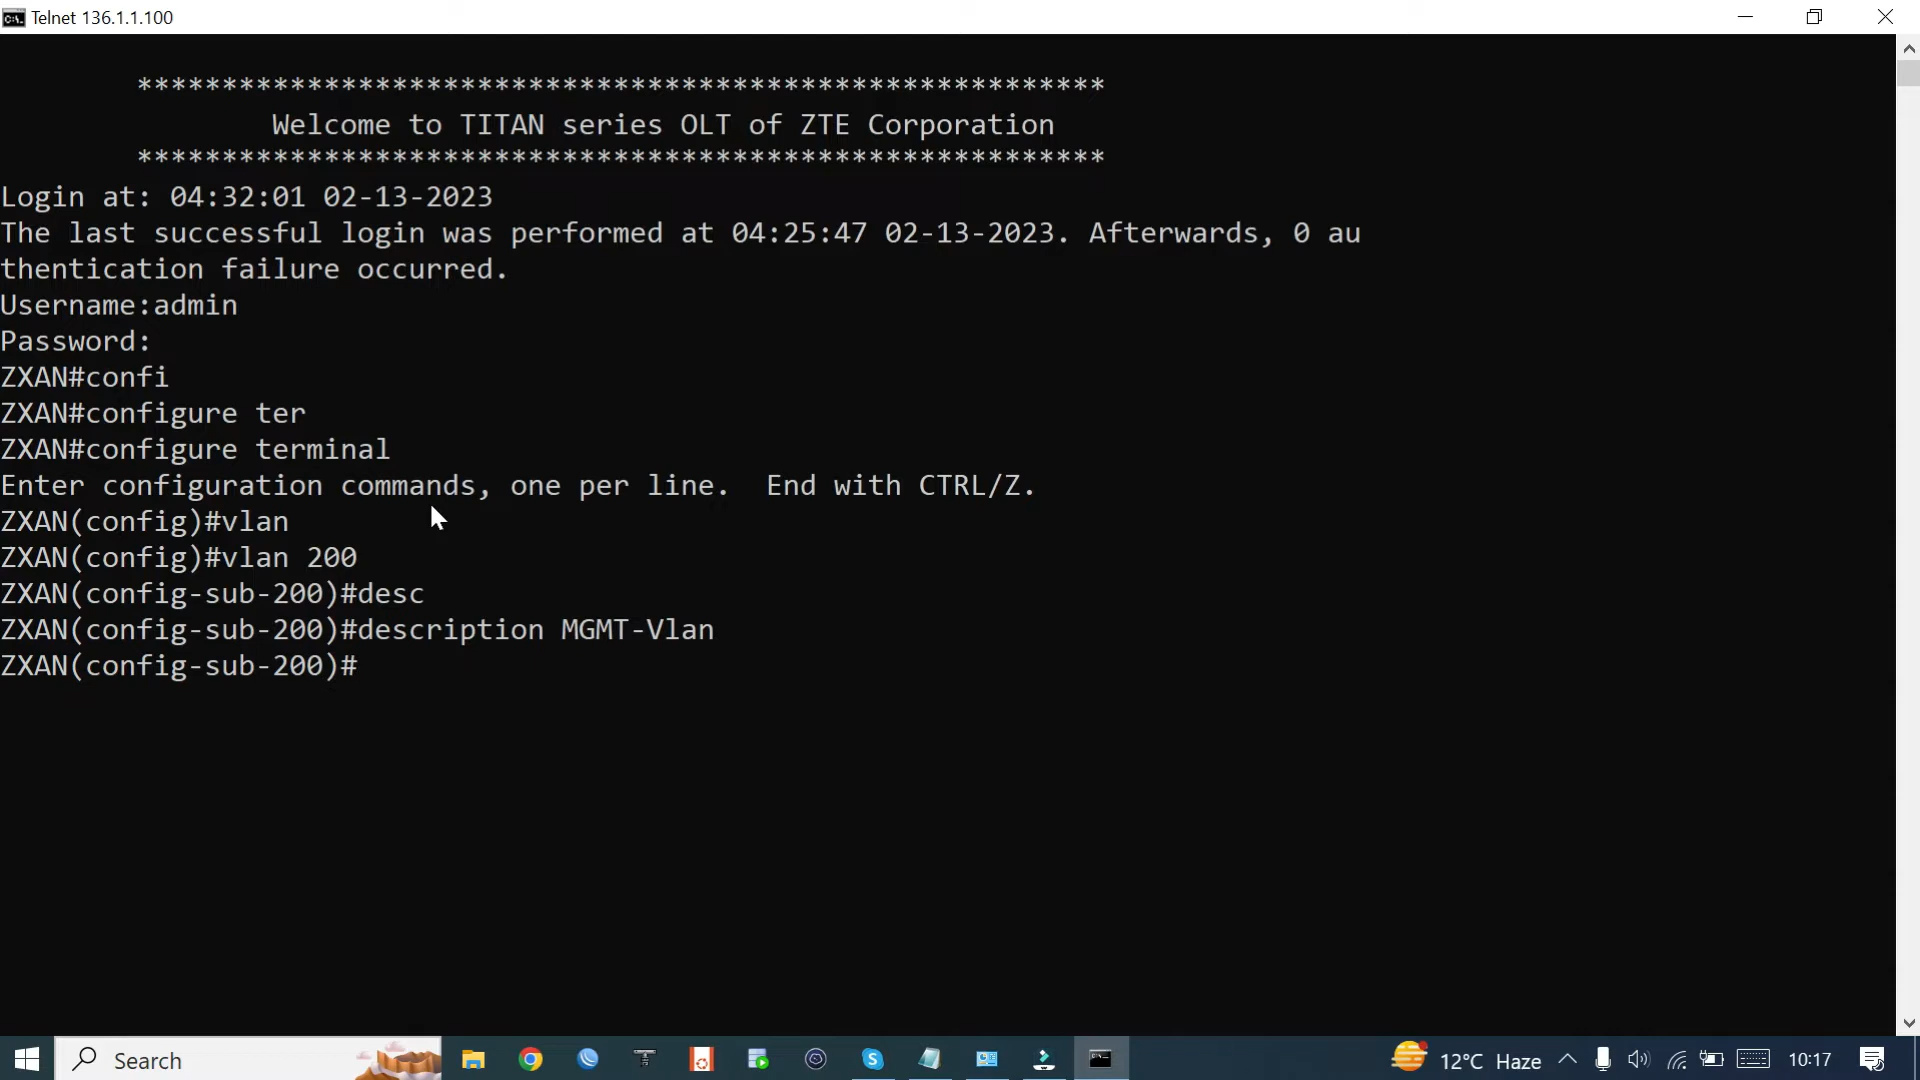 Telnet 136.1.1.100
*********************************************************
Welcome to TITAN series OLT of ZTE Corporation
*********************************************************
Login at: 04:32:01 02-13-2023
The last successful login was performed at 04:25:47 02-13-2023. Afterwards, 0 au
thentication failure occurred.
Username:admin
Password:
ZXAN#confi
ZXAN#configure ter
ZXAN#configure terminal
Enter configuration commands, one per line.  End with CTRL/Z.
ZXAN(config)#vlan
ZXAN(config)#vlan 200
ZXAN(config-sub-200)#desc
ZXAN(config-sub-200)#description MGMT-Vlan
ZXAN(config-sub-200)#
Search
12°C Haze
10:17